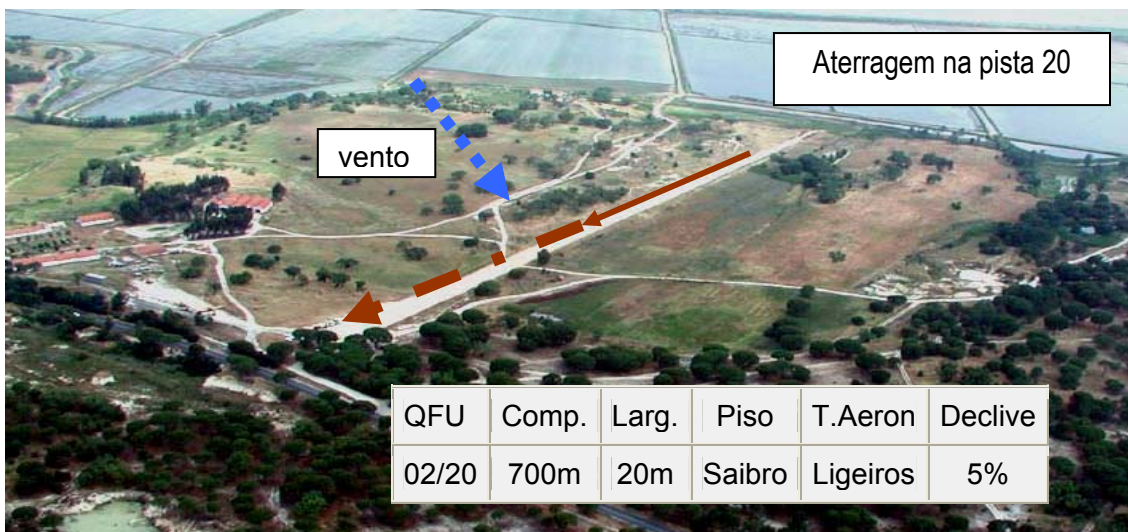 Aterragem na pista 20
vento
QFU Comp. Larg. Piso T.Aeron Declive
02/20 700m 20m Saibro Ligeiros 5%